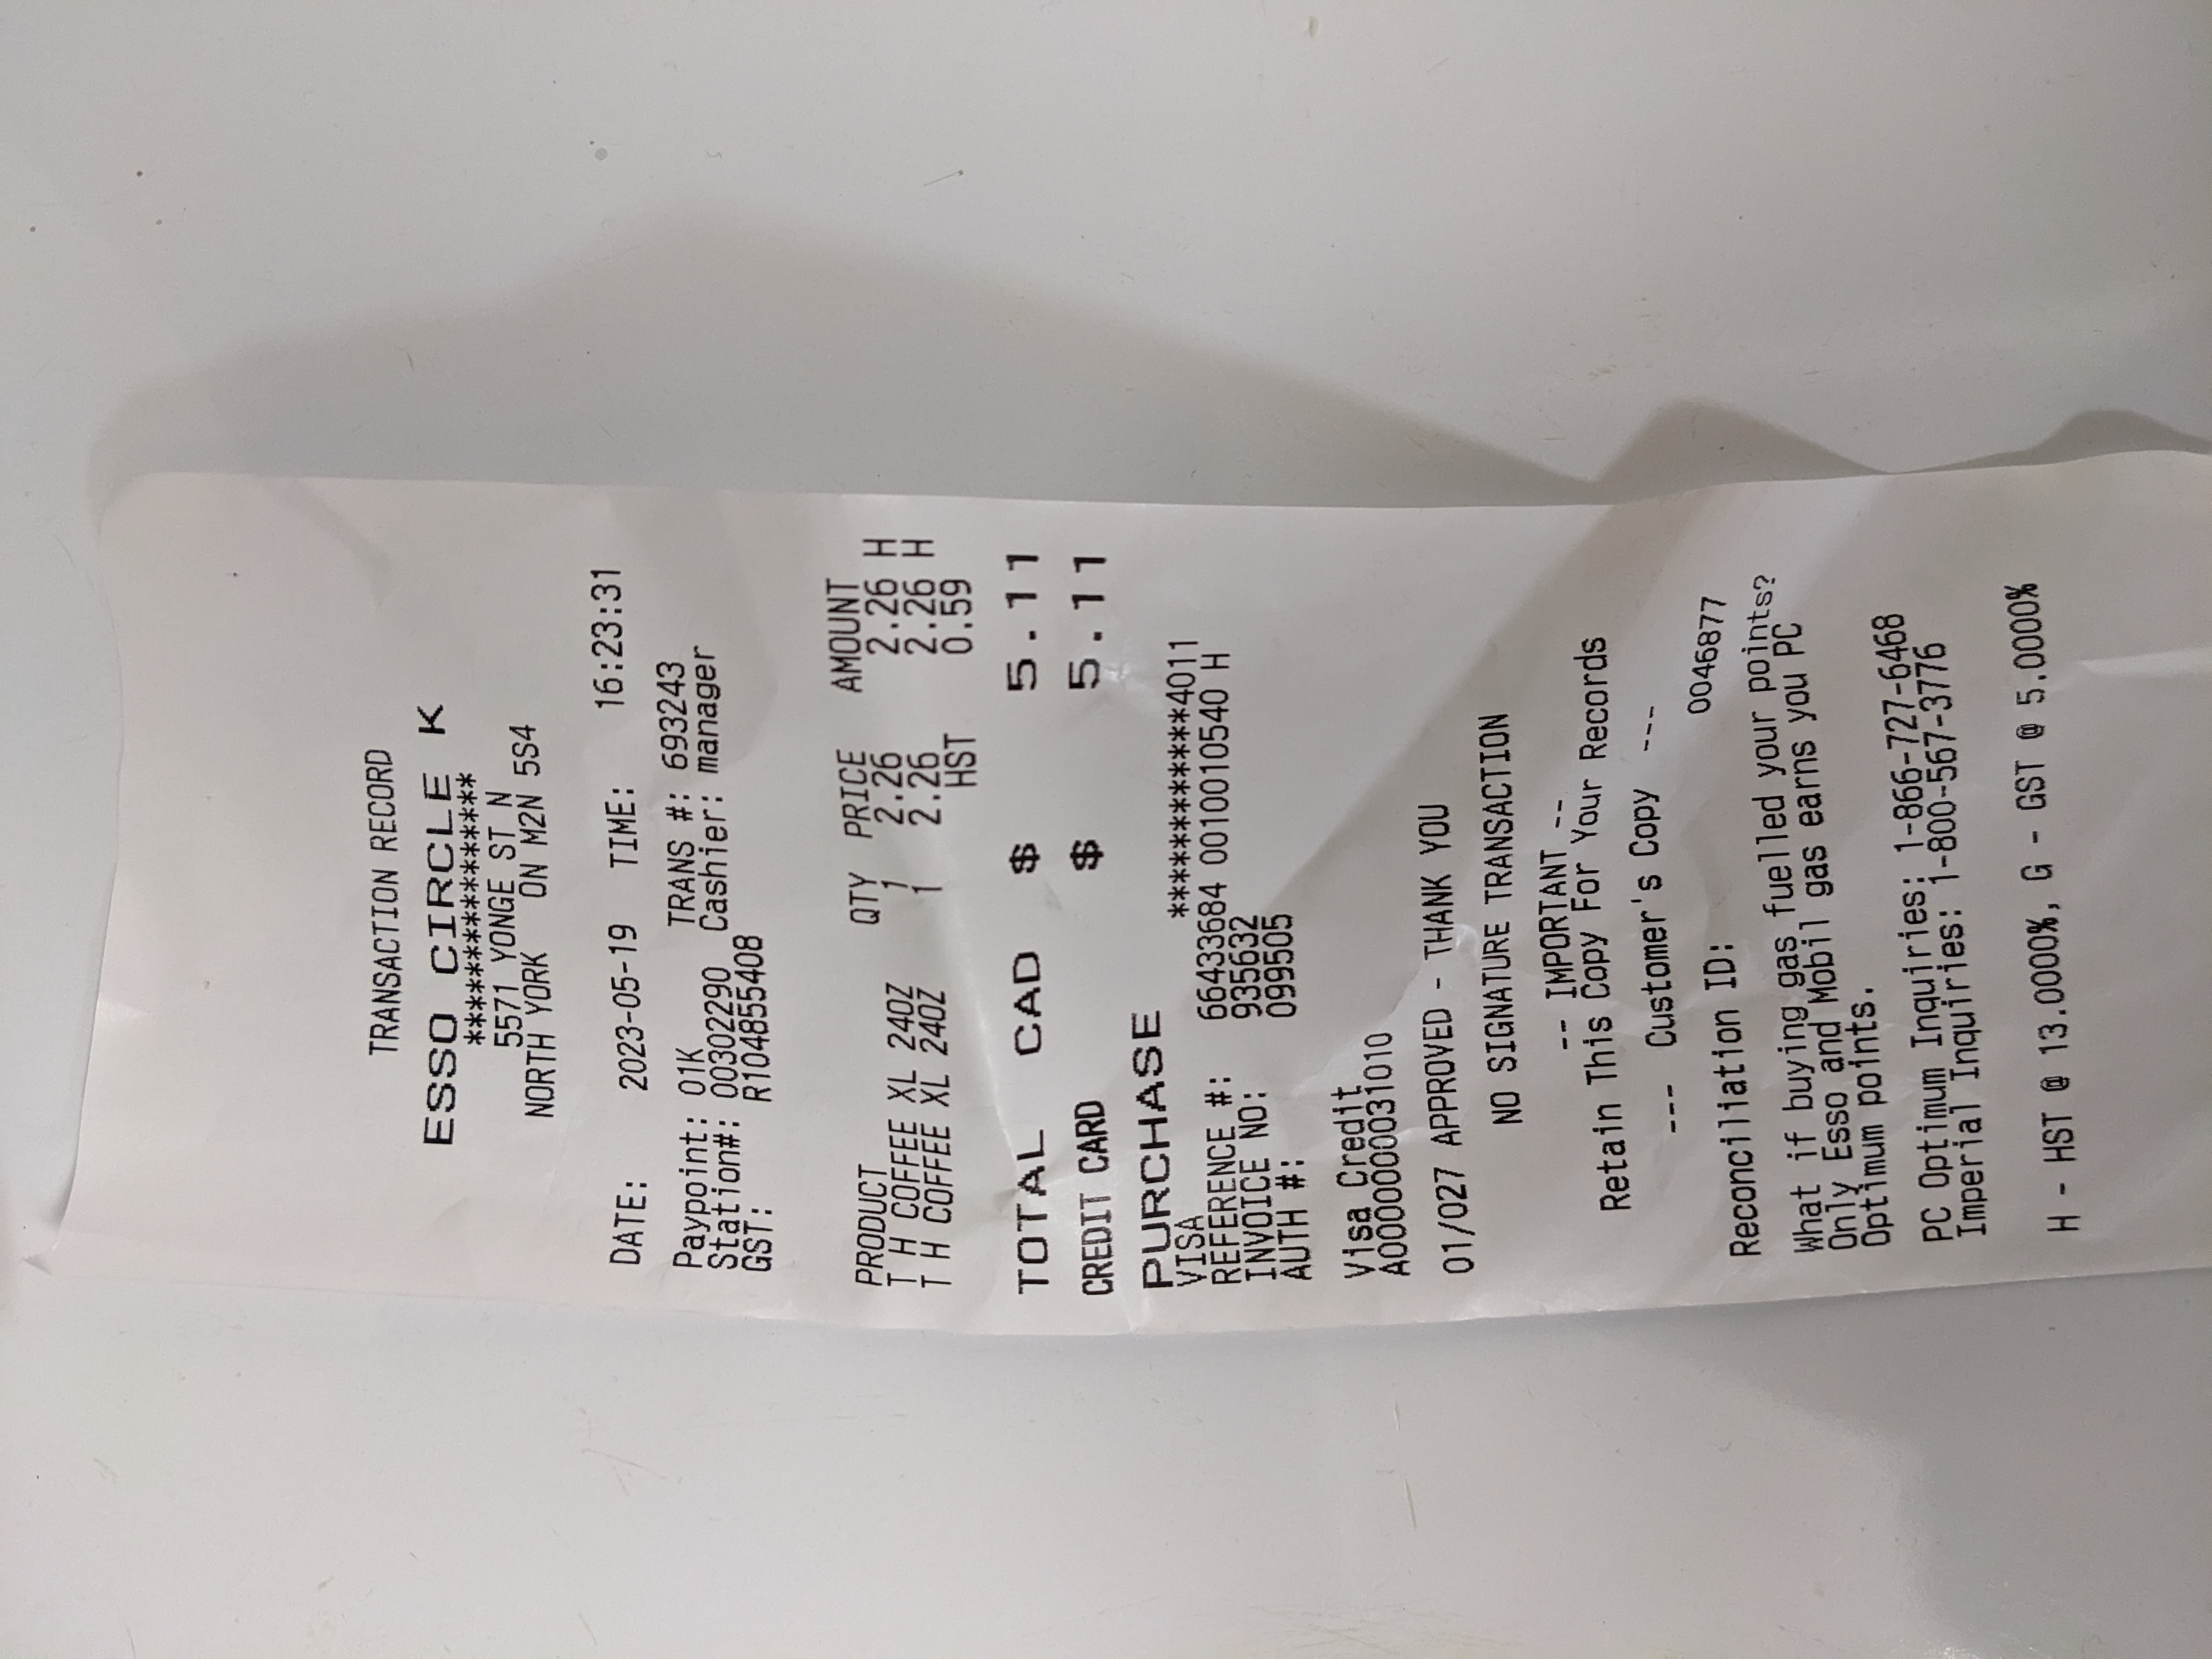 TRANSACTION RECORD
ESSO CIRCLE K
******************
5571 YONGE ST N
NORTH YORK ON M2N 5S4
DATE: 2023-05-19 TIME: 16:23:31
Paypoint: 01K TRANS #: 693243
Station#: 00302290 Cashier: manager
GST: R104855408
PRODUCT QTY PRICE AMOUNT
T H COFFEE XL 24OZ 1 2.26 2.26 H
T H COFFEE XL 24OZ 1 2.26 2.26 H
HST 0.59
TOTAL CAD $ 5.11
CREDIT CARD $ 5.11
PURCHASE
VISA ************4011
REFERENCE #: 66433684 0010010540 H
INVOICE NO: 935632
AUTH #: 099505
Visa Credit
A0000000031010
01/027 APPROVED - THANK YOU
NO SIGNATURE TRANSACTION
-- IMPORTANT --
Retain This Copy For Your Records
--- Customer's Copy ---
Reconciliation ID: 0046877
What if buying gas fuelled your points?
Only Esso and Mobil gas earns you PC
Optimum points.
PC Optimum Inquiries: 1-866-727-6468
Imperial Inquiries: 1-800-567-3776
H - HST @ 13.0000%, G - GST @ 5.0000%